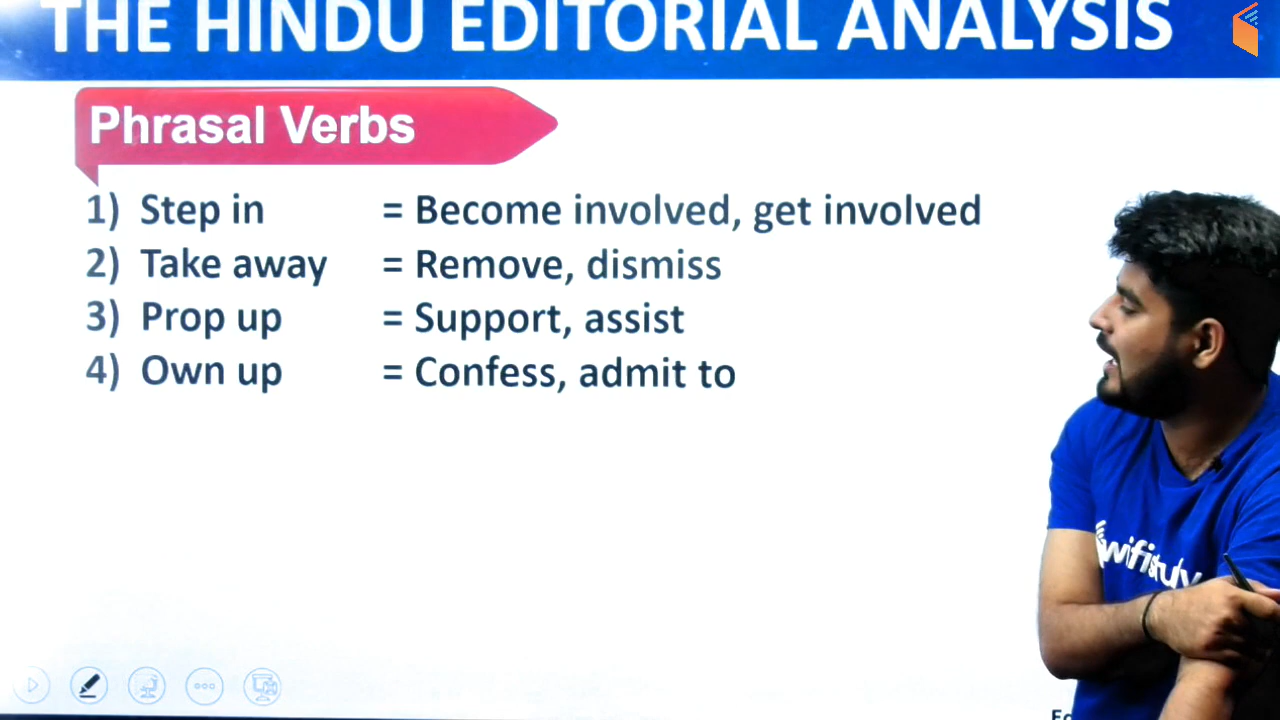 THE HINDU EDITORIAL ANALYSIS
Phrasal Verbs
1) Step in = Become involved, get involved
2) Take away = Remove, dismiss
3) Prop up = Support, assist
4) Own up = Confess, admit to
wifistudy